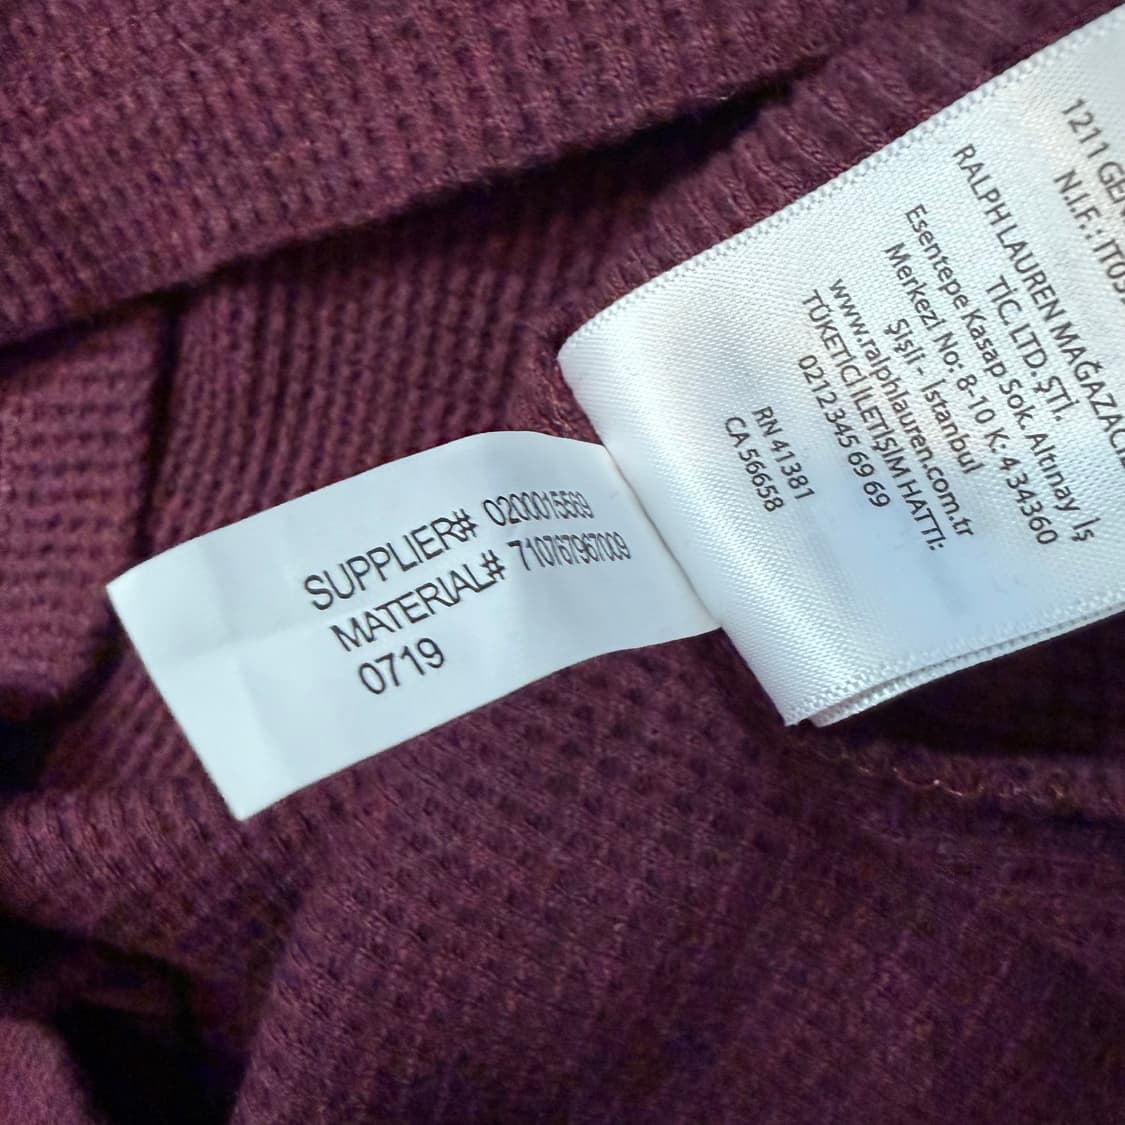 SUPPLIER# 0200015589
MATERIAL# 710767967009
0719
1211 GE
N.I.F.: IT05
RALPH LAUREN MAĞAZACI
TİC. LTD. ŞTİ.
Esentepe Kasap Sok. Altınay İş
Merkezi No: 8-10 K: 4 34360
Şişli - İstanbul
www.ralphlauren.com.tr
TÜKETİCİ İLETİŞİM HATTI:
0212 345 69 69
RN 41381
CA 56658